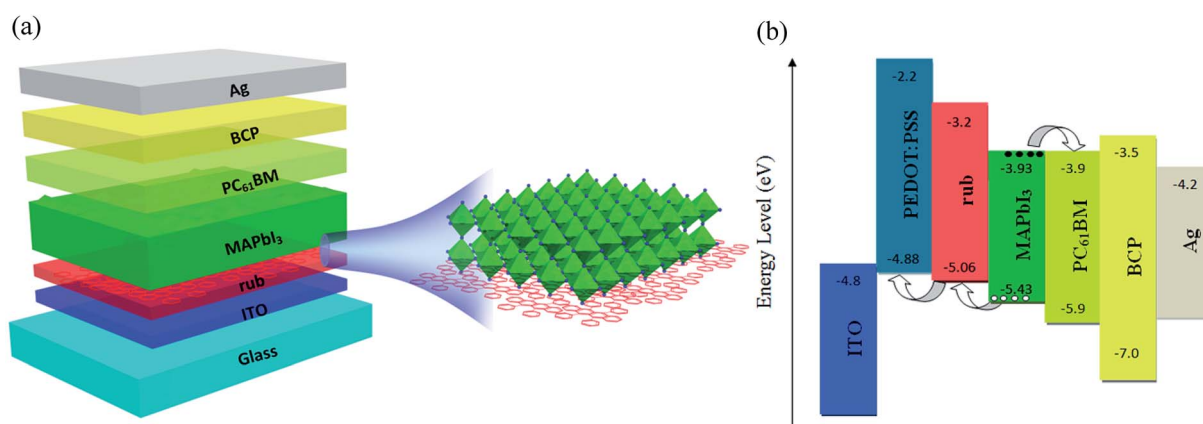 (a)
Ag
BCP
PC₆₁BM
MAPbI₃
rub
ITO
Glass
(b)
Energy Level (eV)
-4.8
ITO
-2.2
PEDOT:PSS
-4.88
-3.2
rub
-5.06
-3.93
MAPbI₃
-5.43
-3.9
PC₆₁BM
-5.9
-3.5
BCP
-7.0
-4.2
Ag